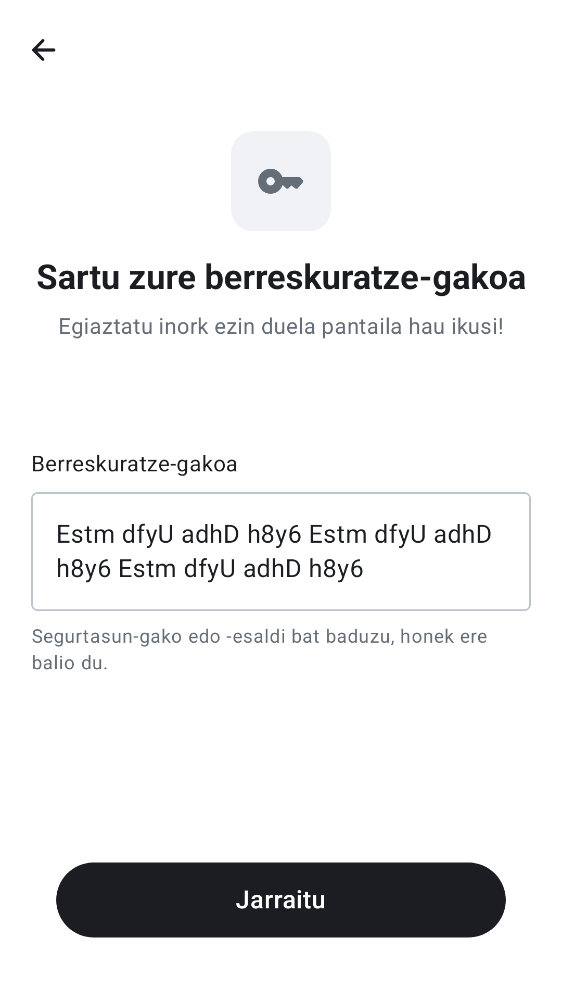 Sartu zure berreskuratze-gakoa
Egiaztatu inork ezin duela pantaila hau ikusi!
Berreskuratze-gakoa
Estm dfyU adhD h8y6 Estm dfyU adhD
h8y6 Estm dfyU adhD h8y6
Segurtasun-gako edo -esaldi bat baduzu, honek ere
balio du.
Jarraitu